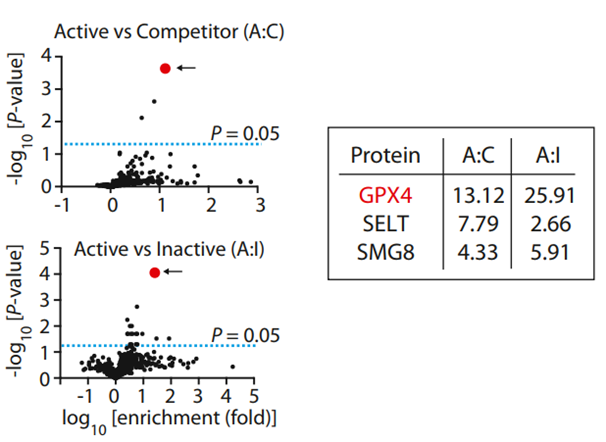 Active vs Competitor (A:C)
-log10 [P-value]
4
3
2
1
0
P = 0.05
-1 0 1 2 3
Active vs Inactive (A:I)
-log10 [P-value]
5
4
3
2
1
0
P = 0.05
-1 0 1 2 3 4 5
log10 [enrichment (fold)]
Protein A:C A:I
GPX4 13.12 25.91
SELT 7.79 2.66
SMG8 4.33 5.91